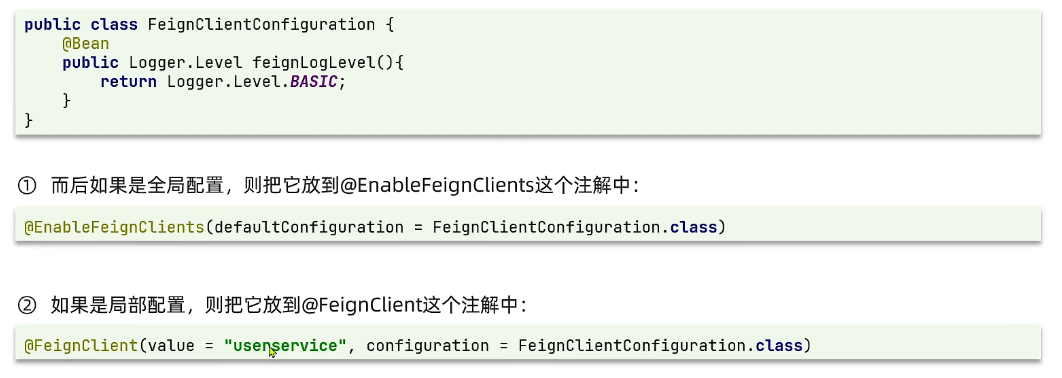 public class FeignClientConfiguration {
@Bean
public Logger.Level feignLogLevel(){
return Logger.Level.BASIC;
}
}
① 而后如果是全局配置，则把它放到@EnableFeignClients这个注解中：
@EnableFeignClients(defaultConfiguration = FeignClientConfiguration.class)
② 如果是局部配置，则把它放到@FeignClient这个注解中：
@FeignClient(value = "userservice", configuration = FeignClientConfiguration.class)